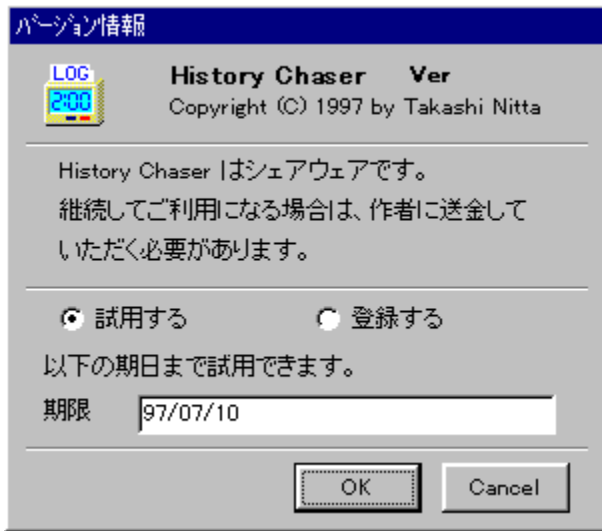 バージョン情報
LOG
2:00
History Chaser Ver
Copyright (C) 1997 by Takashi Nitta
History Chaser はシェアウェアです。
継続してご利用になる場合は、作者に送金して
いただく必要があります。
試用する 登録する
以下の期日まで試用できます。
期限 97/07/10
OK Cancel